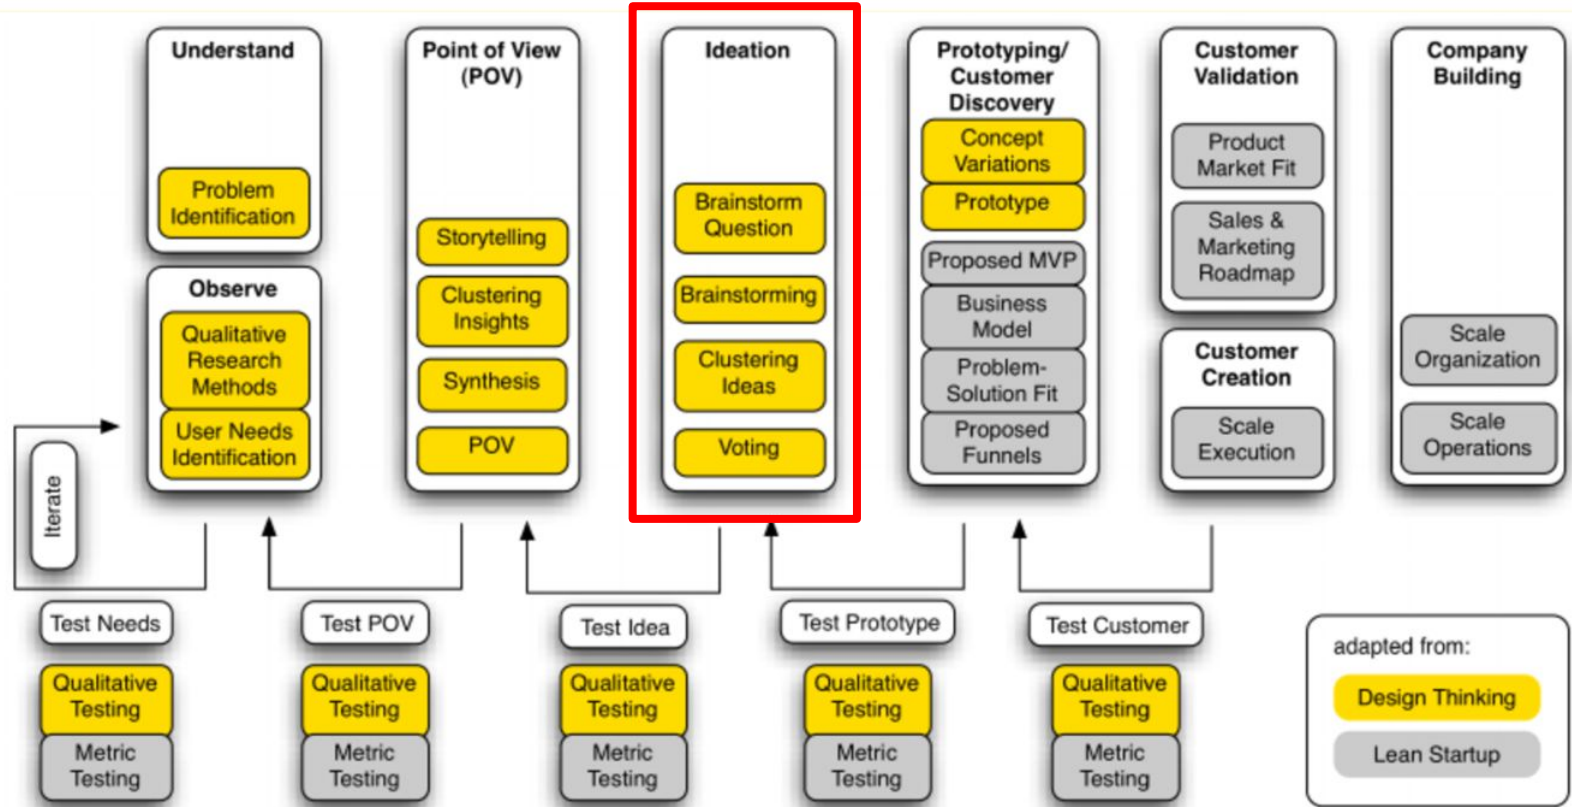 Understand
Problem
Identification
Observe
Qualitative
Research
Methods
User Needs
Identification
Point of View
(POV)
Storytelling
Clustering
Insights
Synthesis
POV
Ideation
Brainstorm
Question
Brainstorming
Clustering
Ideas
Voting
Prototyping/
Customer
Discovery
Concept
Variations
Prototype
Proposed MVP
Business
Model
Problem-
Solution Fit
Proposed
Funnels
Customer
Validation
Product
Market Fit
Sales &
Marketing
Roadmap
Customer
Creation
Scale
Execution
Company
Building
Scale
Organization
Scale
Operations
Iterate
Test Needs
Qualitative
Testing
Metric
Testing
Test POV
Qualitative
Testing
Metric
Testing
Test Idea
Qualitative
Testing
Metric
Testing
Test Prototype
Qualitative
Testing
Metric
Testing
Test Customer
Qualitative
Testing
Metric
Testing
adapted from:
Design Thinking
Lean Startup